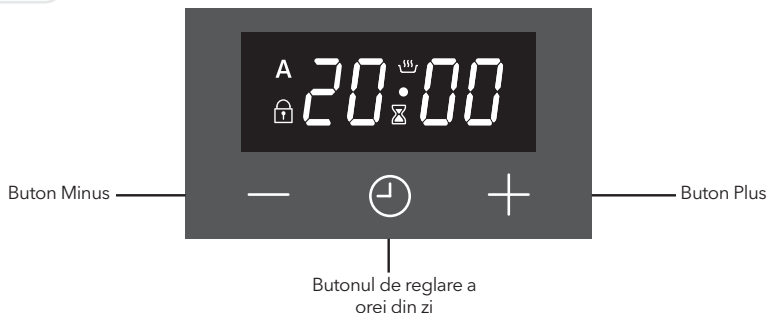 A 20:00
Buton Minus
Buton Plus
Butonul de reglare a
orei din zi